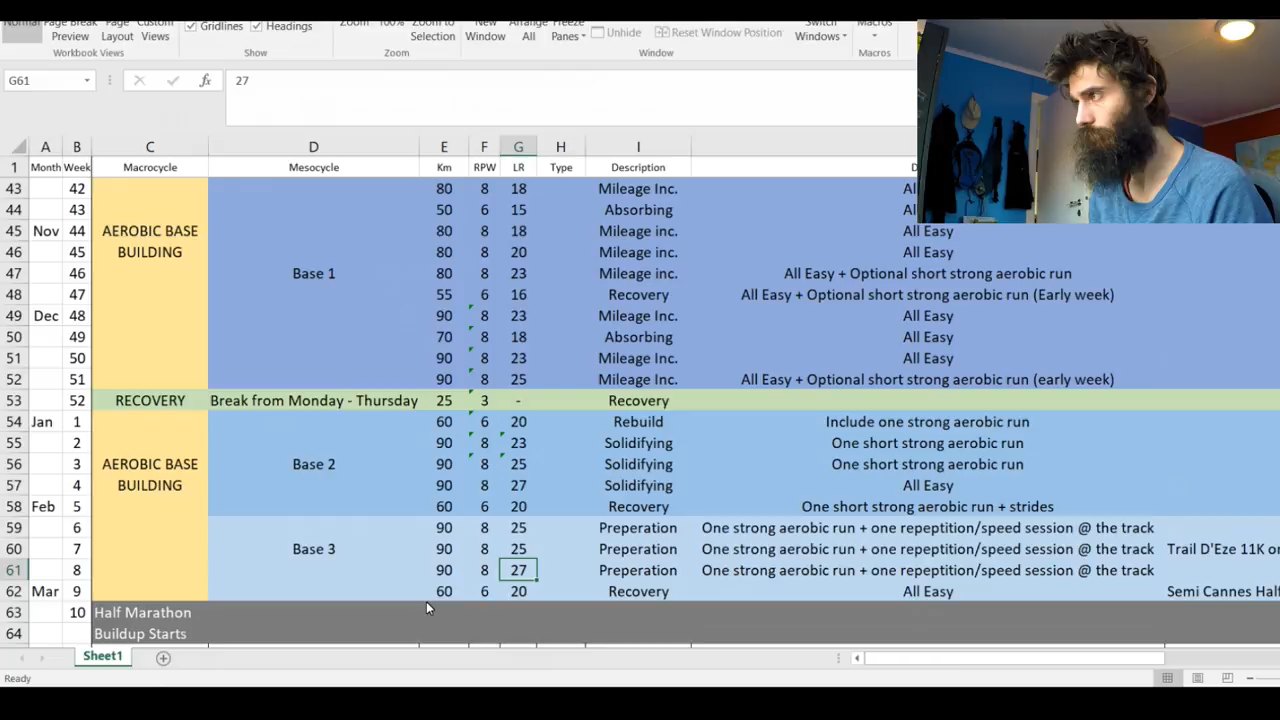 Normal Page Break Page Custom Gridlines Headings Zoom 100% Zoom to New Arrange Freeze Unhide Switch Macros
Preview Layout Views Selection Window All Panes Reset Window Position Windows
Workbook Views Show Zoom Window Macros
G61 fx 27
A B C D E F G H I
1 Month Week Macrocycle Mesocycle Km RPW LR Type Description
43 42 80 8 18 Mileage Inc. All
44 43 50 6 15 Absorbing All
45 Nov 44 AEROBIC BASE 80 8 18 Mileage inc. All Easy
46 45 BUILDING 80 8 20 Mileage inc. All Easy
47 46 Base 1 80 8 23 Mileage inc. All Easy + Optional short strong aerobic run
48 47 55 6 16 Recovery All Easy + Optional short strong aerobic run (Early week)
49 Dec 48 90 8 23 Mileage Inc. All Easy
50 49 70 8 18 Absorbing All Easy
51 50 90 8 23 Mileage Inc. All Easy
52 51 90 8 25 Mileage Inc. All Easy + Optional short strong aerobic run (early week)
53 52 RECOVERY Break from Monday - Thursday 25 3 - Recovery
54 Jan 1 60 6 20 Rebuild Include one strong aerobic run
55 2 90 8 23 Solidifying One short strong aerobic run
56 3 AEROBIC BASE Base 2 90 8 25 Solidifying One short strong aerobic run
57 4 BUILDING 90 8 27 Solidifying All Easy
58 Feb 5 60 6 20 Recovery One short strong aerobic run + strides
59 6 90 8 25 Preperation One strong aerobic run + one repeptition/speed session @ the track
60 7 Base 3 90 8 25 Preperation One strong aerobic run + one repeptition/speed session @ the track Trail D'Eze 11K or
61 8 90 8 27 Preperation One strong aerobic run + one repeptition/speed session @ the track
62 Mar 9 60 6 20 Recovery All Easy Semi Cannes Half
63 10 Half Marathon
64 Buildup Starts
Sheet1
Ready